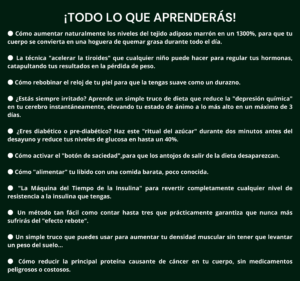 ¡TODO LO QUE APRENDERÁS!
● Cómo aumentar naturalmente los niveles del tejido adiposo marrón en un 1300%, para que tu
cuerpo se convierta en una hoguera de quemar grasa durante todo el día.
● La técnica "acelerar la tiroides" que cualquier niño puede hacer para regular tus hormonas,
catapultando tus resultados en la pérdida de peso.
● Cómo rebobinar el reloj de tu piel para que la tengas suave como un durazno.
● ¿Estás siempre irritado? Aprende un simple truco de dieta que reduce la "depresión química"
en tu cerebro instantáneamente, elevando tu estado de ánimo a lo más alto en un máximo de 3
días.
● ¿Eres diabético o pre-diabético? Haz este "ritual del azúcar" durante dos minutos antes del
desayuno y reduce tus niveles de glucosa en hasta un 40%.
● Cómo activar el "botón de saciedad",para que los antojos de salir de la dieta desaparezcan.
● Cómo "alimentar" tu libido con una comida barata, poco conocida.
● "La Máquina del Tiempo de la Insulina" para revertir completamente cualquier nivel de
resistencia a la insulina que tengas.
● Un método tan fácil como contar hasta tres que prácticamente garantiza que nunca más
sufrirás del "efecto rebote".
● Un simple truco que puedes usar para aumentar tu densidad muscular sin tener que levantar
un peso del suelo...
● Cómo reducir la principal proteína causante de cáncer en tu cuerpo, sin medicamentos
peligrosos o costosos.